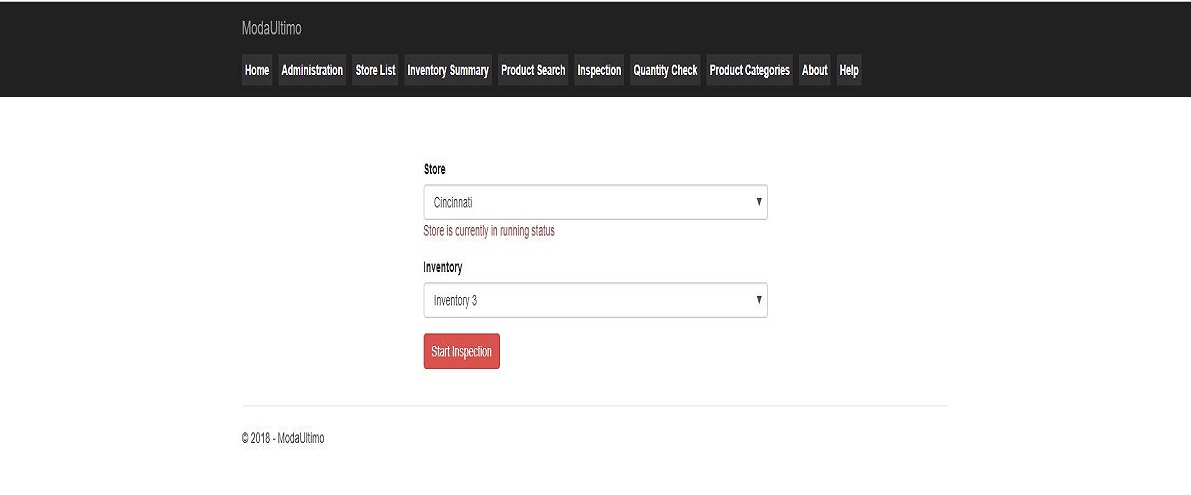 ModaUltimo
Home Administration Store List Inventory Summary Product Search Inspection Quantity Check Product Categories About Help
Store
Cincinnati
Store is currently in running status
Inventory
Inventory 3
Start Inspection
© 2018 - ModaUltimo